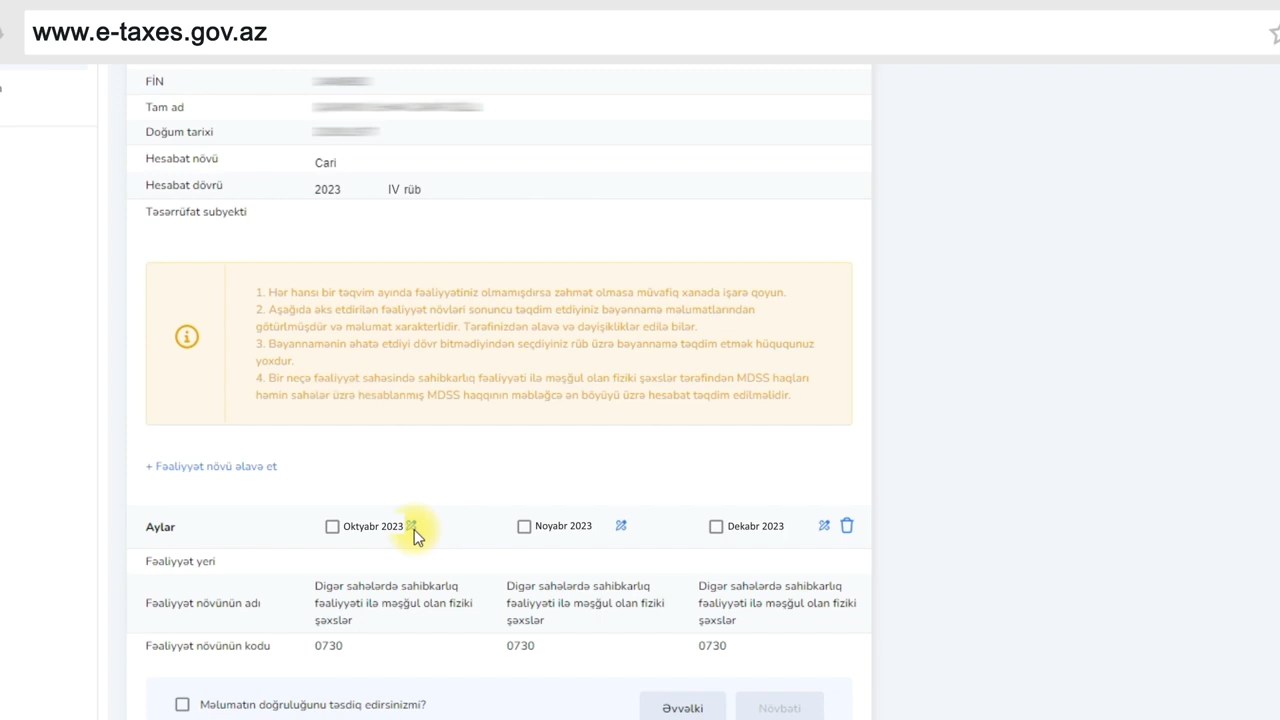 www.e-taxes.gov.az
FİN
Tam ad
Doğum tarixi
Hesabat növü Cari
Hesabat dövrü 2023 IV rüb
Təsərrüfat subyekti
1. Hər hansı bir təqvim ayında fəaliyyətiniz olmamışdırsa zəhmət olmasa müvafiq xanada işarə qoyun.
2. Aşağıda əks etdirilən fəaliyyət növləri sonuncu təqdim etdiyiniz bəyannamə məlumatlarından
götürlmüşdür və məlumat xarakterlidir. Tərəfinizdən əlavə və dəyişikliklər edilə bilər.
3. Bəyannamənin əhatə etdiyi dövr bitmədiyindən seçdiyiniz rüb üzrə bəyannamə təqdim etmək hüququnuz
yoxdur.
4. Bir neçə fəaliyyət sahəsində sahibkarlıq fəaliyyəti ilə məşğul olan fiziki şəxslər tərəfindən MDSS haqları
həmin sahələr üzrə hesablanmış MDSS haqqının məbləğcə ən böyüyü üzrə hesabat təqdim edilməlidir.
+ Fəaliyyət növü əlavə et
Aylar Oktyabr 2023 Noyabr 2023 Dekabr 2023
Fəaliyyət yeri
Digər sahələrdə sahibkarlıq Digər sahələrdə sahibkarlıq Digər sahələrdə sahibkarlıq
Fəaliyyət növünün adı fəaliyyəti ilə məşğul olan fiziki fəaliyyəti ilə məşğul olan fiziki fəaliyyəti ilə məşğul olan fiziki
şəxslər şəxslər şəxslər
Fəaliyyət növünün kodu 0730 0730 0730
Məlumatın doğruluğunu təsdiq edirsinizmi? Əvvəlki Növbəti